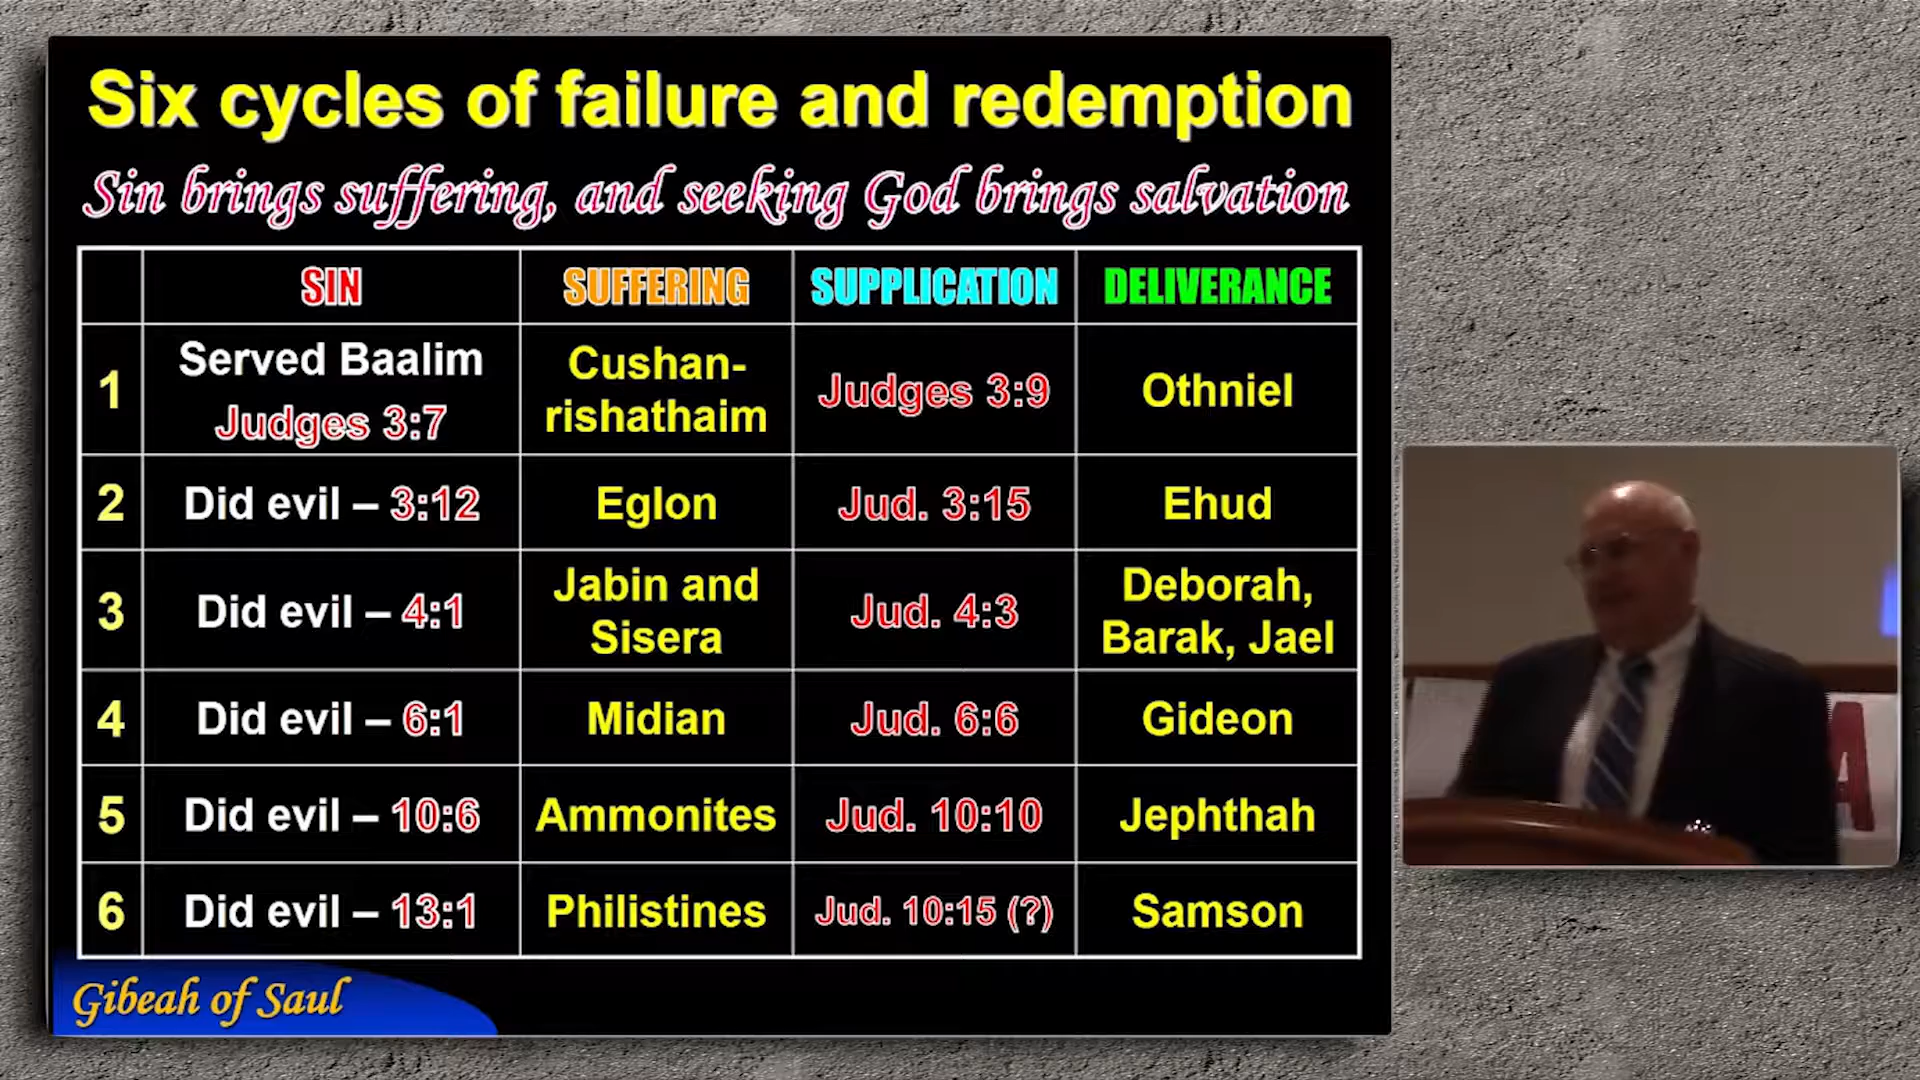 Six cycles of failure and redemption
Sin brings suffering, and seeking God brings salvation
SIN SUFFERING SUPPLICATION DELIVERANCE
1 Served Baalim Judges 3:7 Cushan-rishathaim Judges 3:9 Othniel
2 Did evil – 3:12 Eglon Jud. 3:15 Ehud
3 Did evil – 4:1 Jabin and Sisera Jud. 4:3 Deborah, Barak, Jael
4 Did evil – 6:1 Midian Jud. 6:6 Gideon
5 Did evil – 10:6 Ammonites Jud. 10:10 Jephthah
6 Did evil – 13:1 Philistines Jud. 10:15 (?) Samson
Gibeah of Saul
A